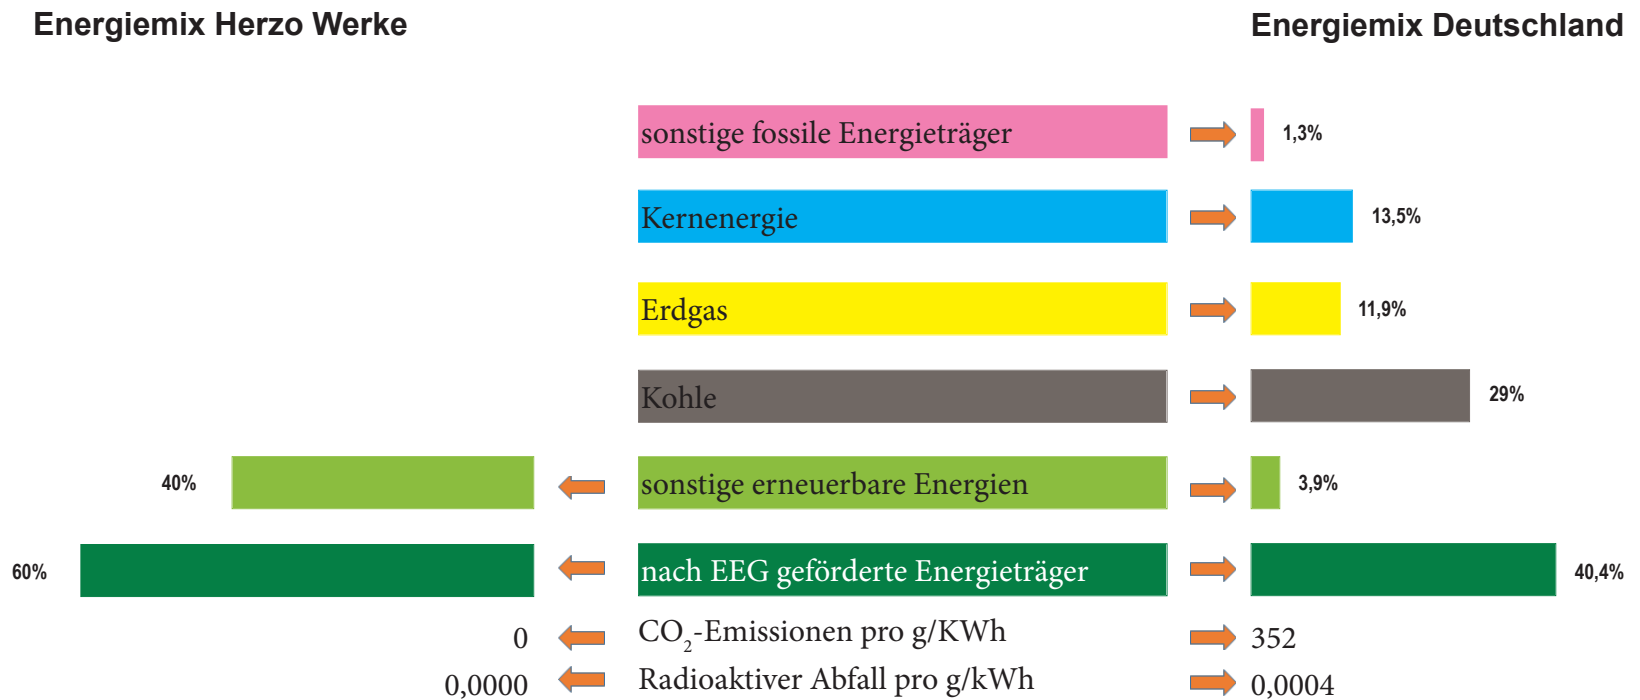 Energiemix Herzo Werke
Energiemix Deutschland
sonstige fossile Energieträger
1,3%
Kernenergie
13,5%
Erdgas
11,9%
Kohle
29%
40%
sonstige erneuerbare Energien
3,9%
60%
nach EEG geförderte Energieträger
40,4%
0
CO₂-Emissionen pro g/KWh
352
0,0000
Radioaktiver Abfall pro g/kWh
0,0004